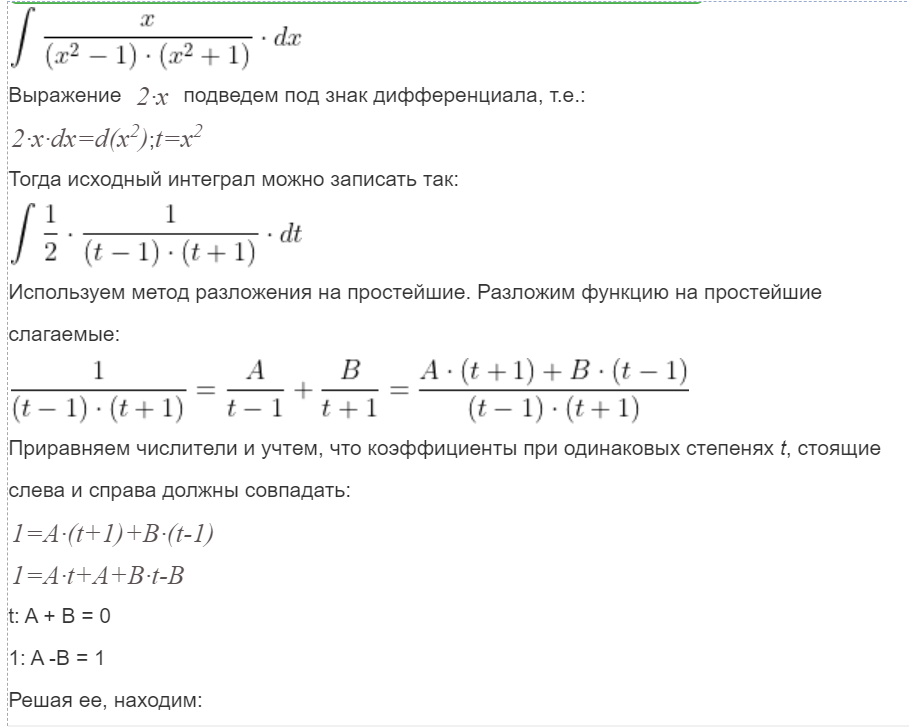 ∫ x / ((x² − 1) · (x² + 1)) · dx
Выражение 2·x подведем под знак дифференциала, т.е.:
2·x·dx=d(x²);t=x²
Тогда исходный интеграл можно записать так:
∫ 1/2 · 1 / ((t − 1) · (t + 1)) · dt
Используем метод разложения на простейшие. Разложим функцию на простейшие
слагаемые:
1 / ((t − 1) · (t + 1)) = A / (t − 1) + B / (t + 1) = (A · (t + 1) + B · (t − 1)) / ((t − 1) · (t + 1))
Приравняем числители и учтем, что коэффициенты при одинаковых степенях t, стоящие
слева и справа должны совпадать:
1=A·(t+1)+B·(t-1)
1=A·t+A+B·t-B
t: A + B = 0
1: A -B = 1
Решая ее, находим: